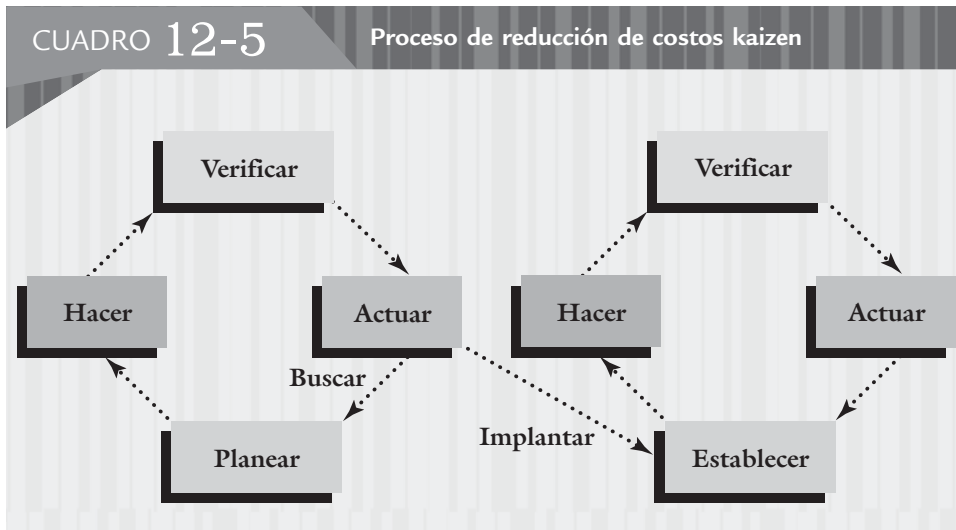 CUADRO 12-5 Proceso de reducción de costos kaizen
Verificar Verificar
Hacer Actuar Hacer Actuar
Buscar
Implantar
Planear Establecer